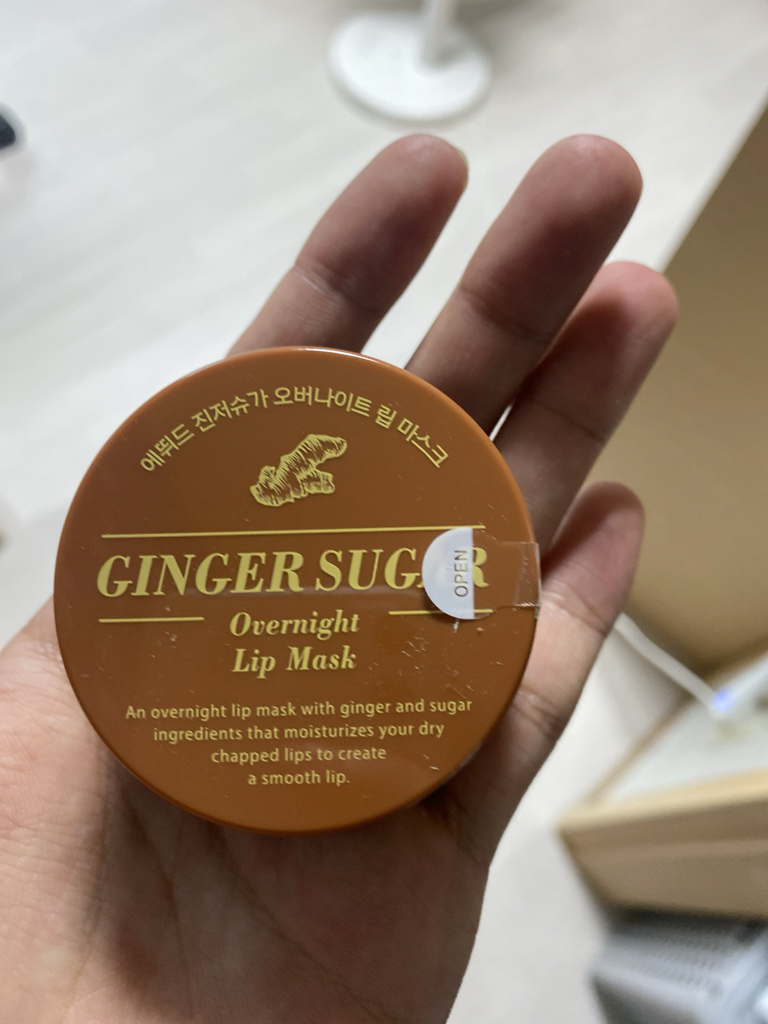 에뛰드 진저슈가 오버나이트 립 마스크
GINGER SUGAR
OPEN
Overnight
Lip Mask
An overnight lip mask with ginger and sugar
ingredients that moisturizes your dry
chapped lips to create
a smooth lip.